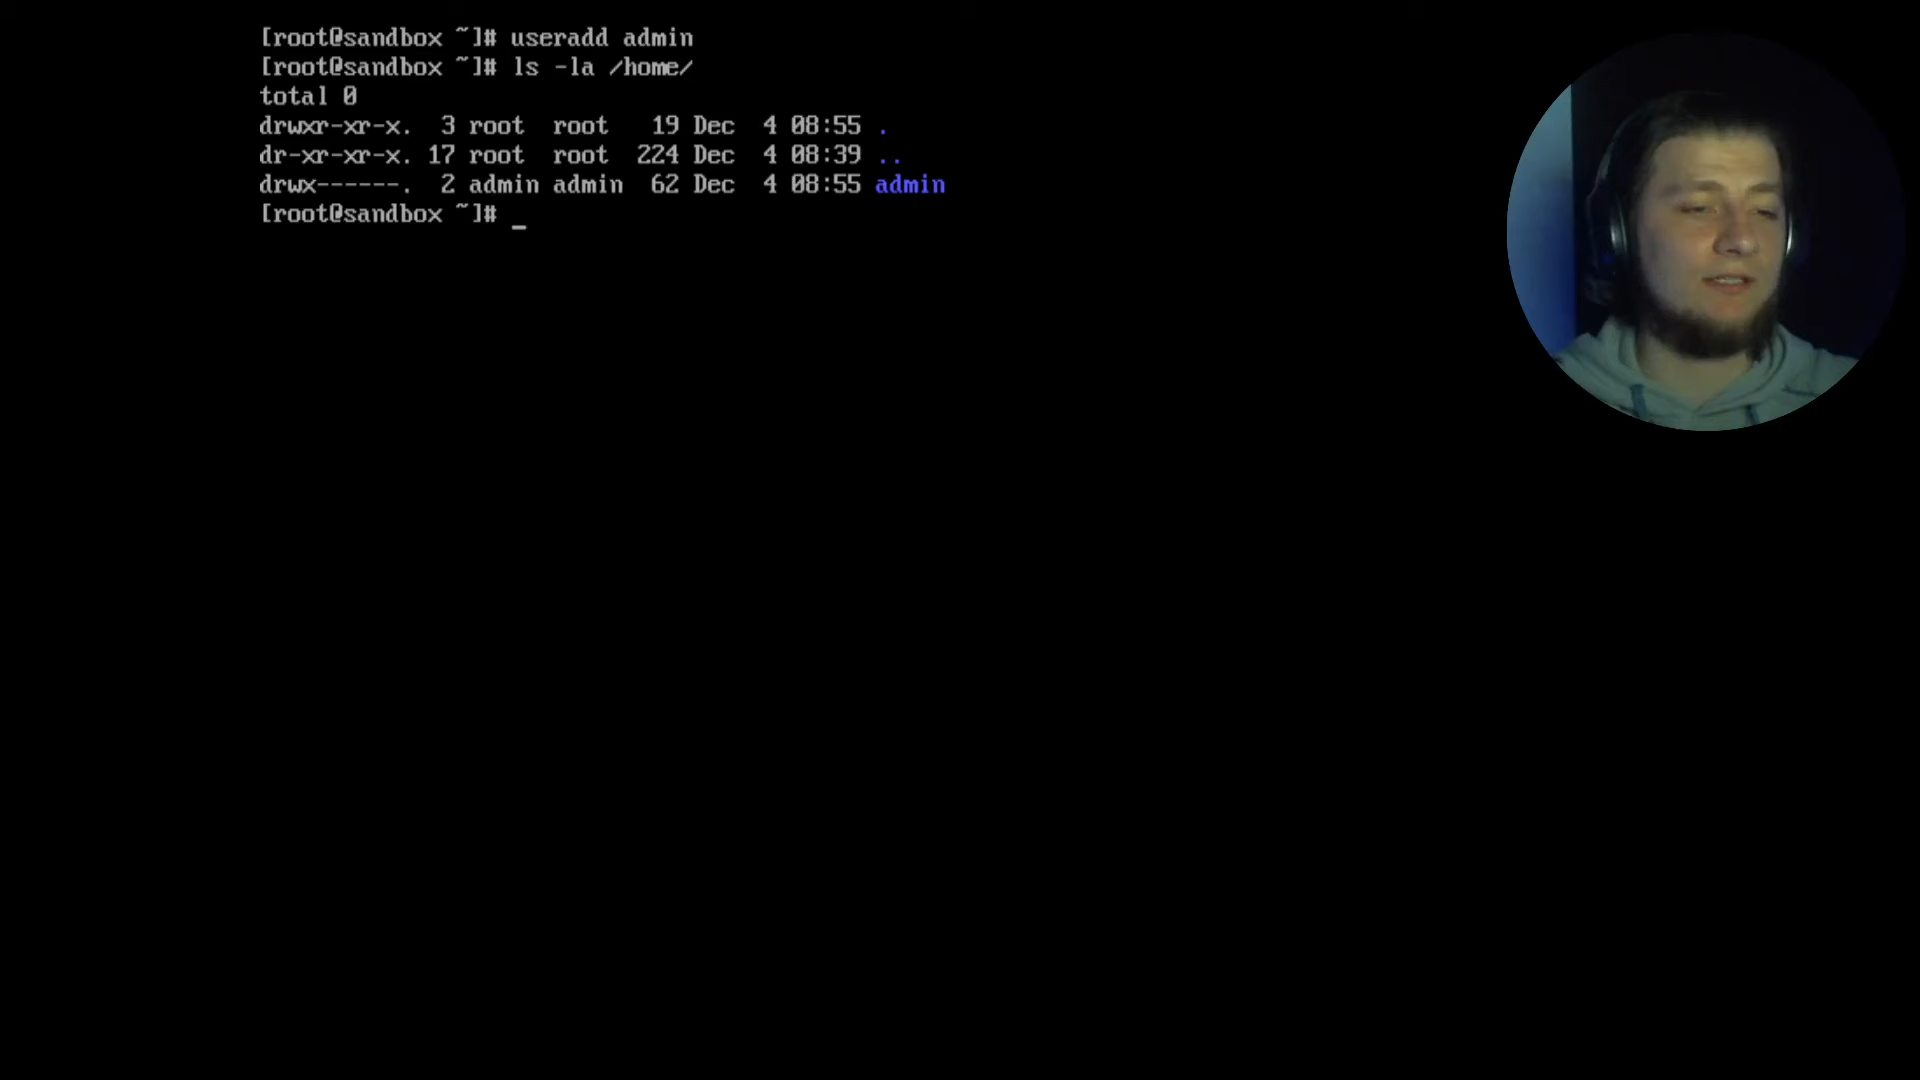 [root@sandbox ~]# useradd admin
[root@sandbox ~]# ls -la /home/
total 0
drwxr-xr-x.  3 root  root   19 Dec  4 08:55 .
dr-xr-xr-x. 17 root  root  224 Dec  4 08:39 ..
drwx------.  2 admin admin  62 Dec  4 08:55 admin
[root@sandbox ~]# _